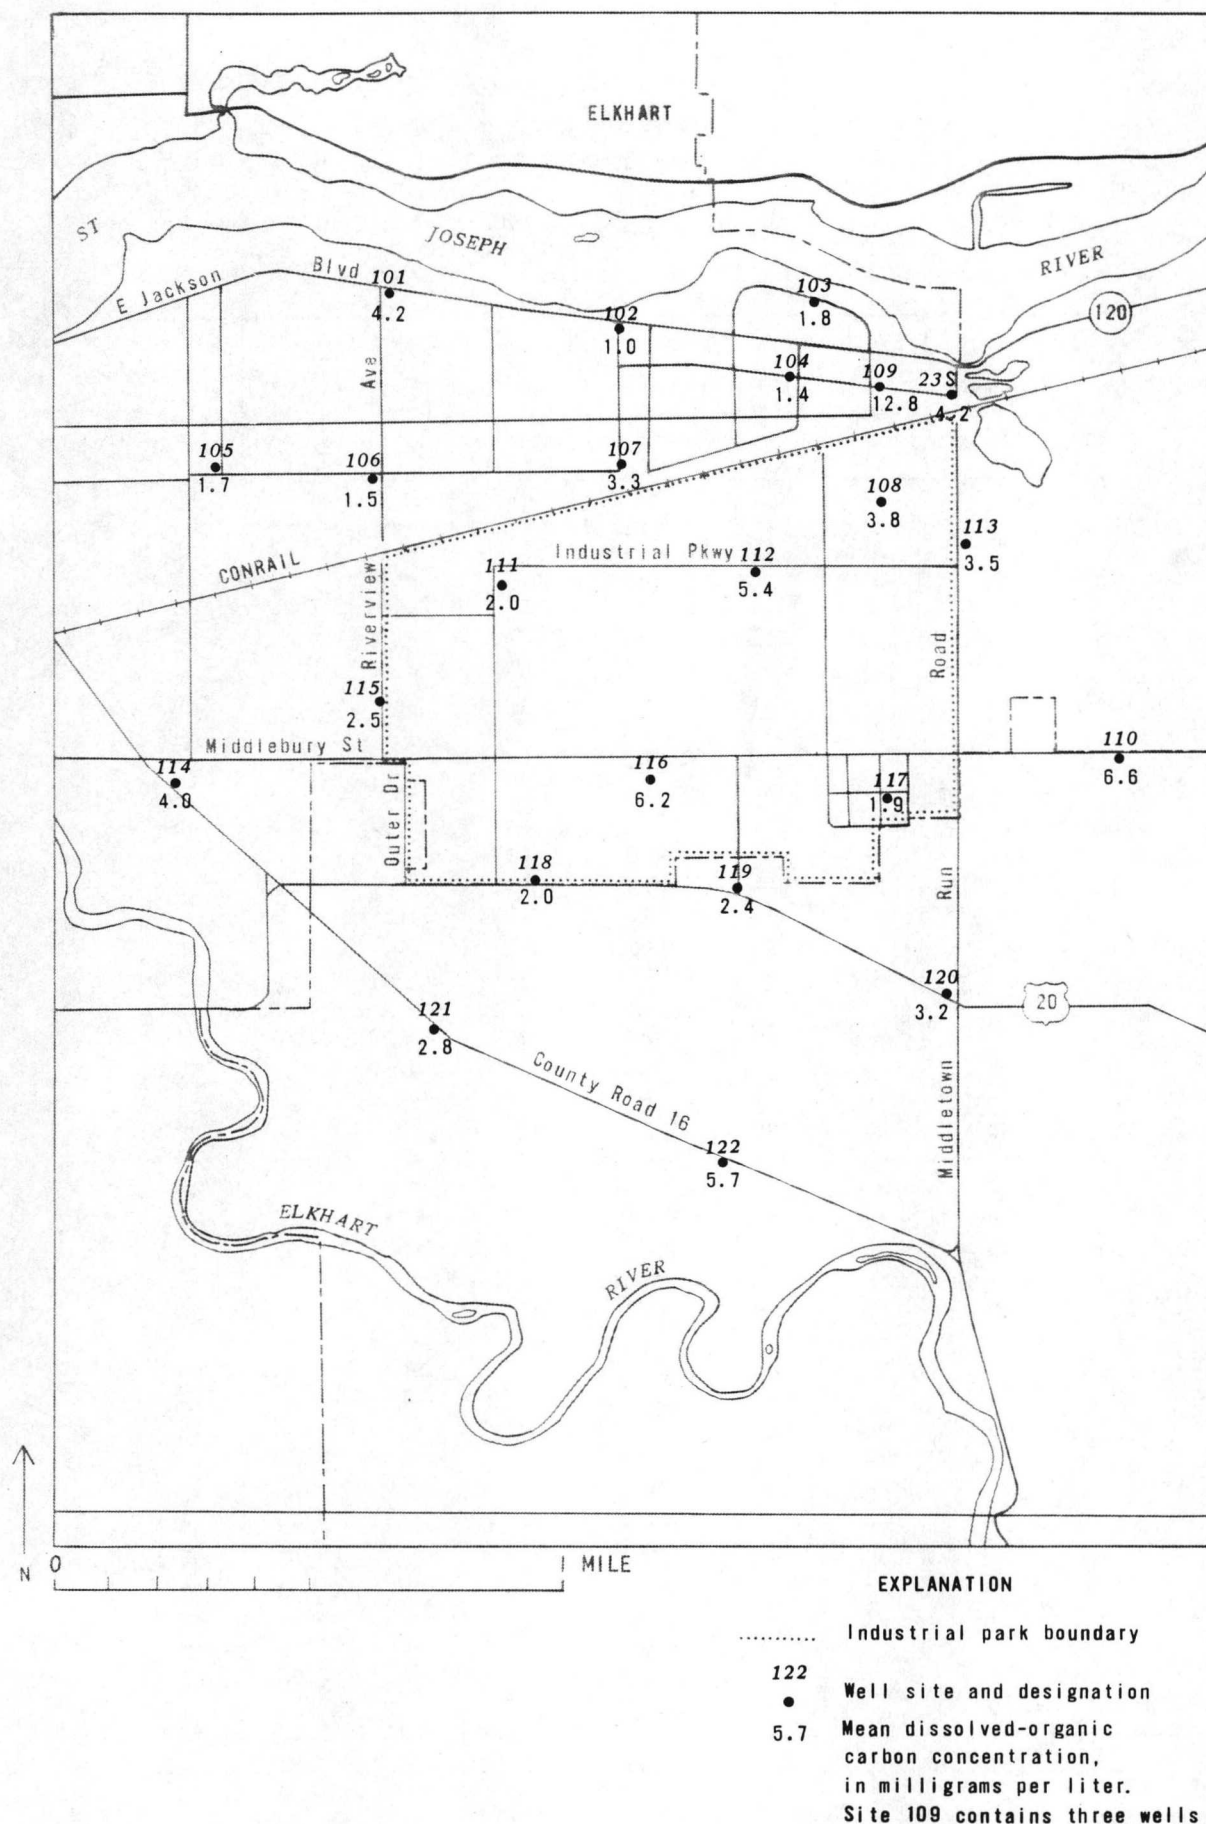 ELKHART
ST
JOSEPH
RIVER
E Jackson
Blvd
101
4.2
102
1.0
103
1.8
120
104
1.4
109
12.8
23S
4.2
Ave
105
1.7
106
1.5
107
3.3
108
3.8
113
3.5
CONRAIL
Industrial Pkwy
111
2.0
112
5.4
Riverview
Road
115
2.5
Middlebury St
110
6.6
114
4.0
116
6.2
117
1.9
Outer Dr
118
2.0
119
2.4
Run
120
3.2
20
121
2.8
County Road 16
Middletown
122
5.7
ELKHART
RIVER
N
0
1 MILE
EXPLANATION
Industrial park boundary
122
Well site and designation
5.7
Mean dissolved-organic
carbon concentration,
in milligrams per liter.
Site 109 contains three wells